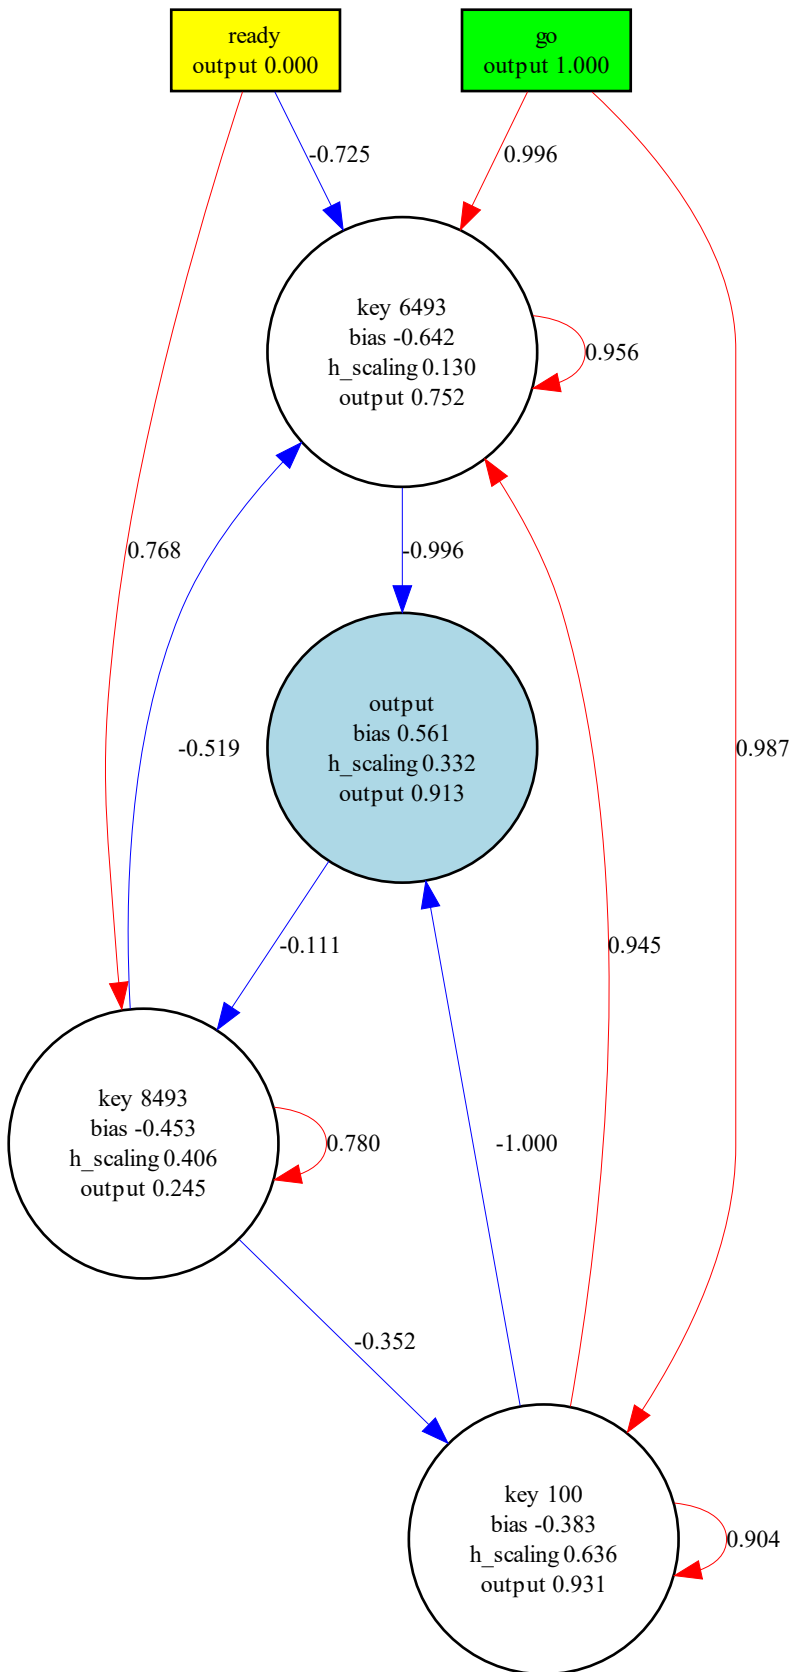 ready
output 0.000
go
output 1.000
-0.725
0.996
key 6493
bias -0.642
h_scaling 0.130
output 0.752
0.956
0.768
-0.996
output
bias 0.561
h_scaling 0.332
output 0.913
-0.519
0.987
-0.111
0.945
key 8493
bias -0.453
h_scaling 0.406
output 0.245
0.780
-1.000
-0.352
key 100
bias -0.383
h_scaling 0.636
output 0.931
0.904